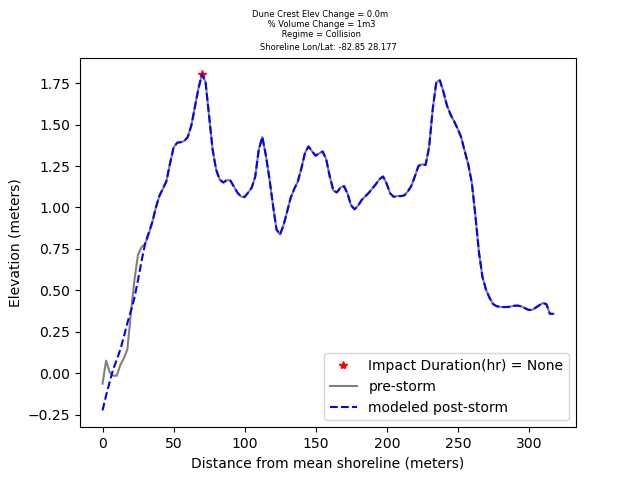 Dune Crest Elev Change = 0.0m
% Volume Change = 1m3
Regime = Collision
Shoreline Lon/Lat: -82.85 28.177
1.75
1.50
1.25
1.00
0.75
0.50
0.25
0.00
−0.25
Elevation (meters)
Impact Duration(hr) = None
pre-storm
modeled post-storm
0 50 100 150 200 250 300
Distance from mean shoreline (meters)